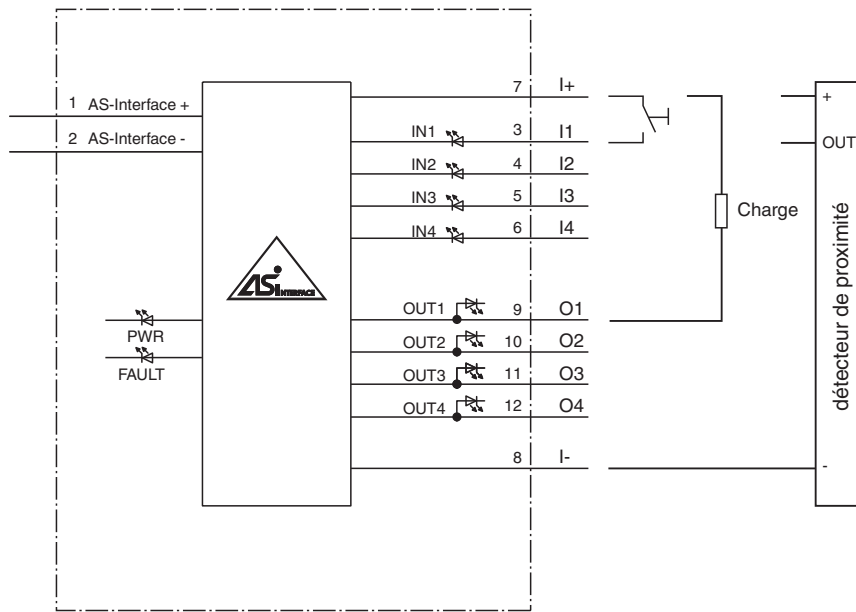 7 I+
1 AS-Interface +
+
IN1 3 I1
2 AS-Interface -
OUT
IN2 4 I2
IN3 5 I3
Charge
IN4 6 I4
détecteur de proximité
ASi INTERFACE
OUT1 9 O1
PWR
OUT2 10 O2
FAULT
OUT3 11 O3
OUT4 12 O4
8 I-
-